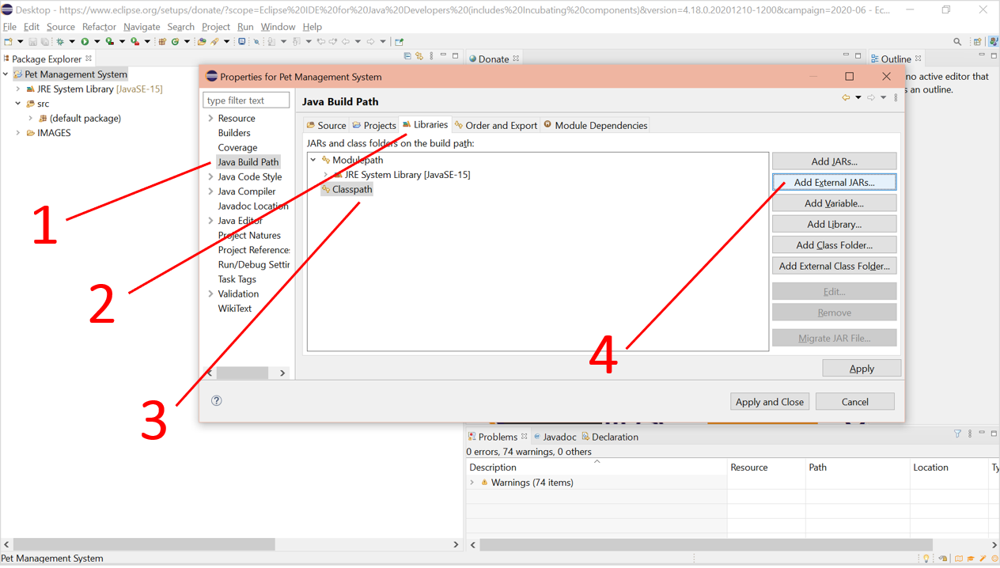 Desktop - https://www.eclipse.org/setups/donate/?scope=Eclipse%20IDE%20for%20Java%20Developers%20(includes%20Incubating%20components)&version=4.18.0.20201210-1200&campaign=2020-06 - Ec...
File Edit Source Refactor Navigate Search Project Run Window Help
Package Explorer
Donate
Outline
Pet Management System
JRE System Library [JavaSE-15]
src
(default package)
IMAGES
no active editor that
s an outline.
Properties for Pet Management System
type filter text
Resource
Builders
Coverage
Java Build Path
Java Code Style
Java Compiler
Javadoc Location
Java Editor
Project Natures
Project Reference
Run/Debug Settin
Task Tags
Validation
WikiText
Java Build Path
Source Projects Libraries Order and Export Module Dependencies
JARs and class folders on the build path:
Modulepath
JRE System Library [JavaSE-15]
Classpath
Add JARs...
Add External JARs...
Add Variable...
Add Library...
Add Class Folder...
Add External Class Folder...
Edit...
Remove
Migrate JAR File...
Apply
Apply and Close Cancel
1
2
3
4
Problems Javadoc Declaration
0 errors, 74 warnings, 0 others
Description Resource Path Location Ty
Warnings (74 items)
Pet Management System